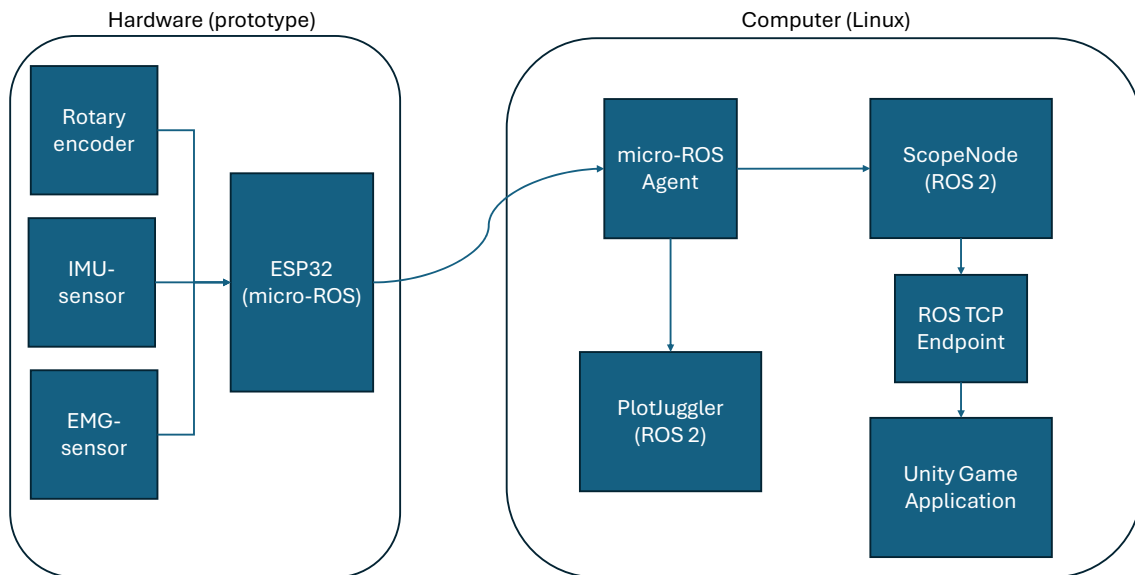 Hardware (prototype)
Rotary
encoder
IMU-
sensor
EMG-
sensor
ESP32
(micro-ROS)
Computer (Linux)
micro-ROS
Agent
ScopeNode
(ROS 2)
ROS TCP
Endpoint
PlotJuggler
(ROS 2)
Unity Game
Application